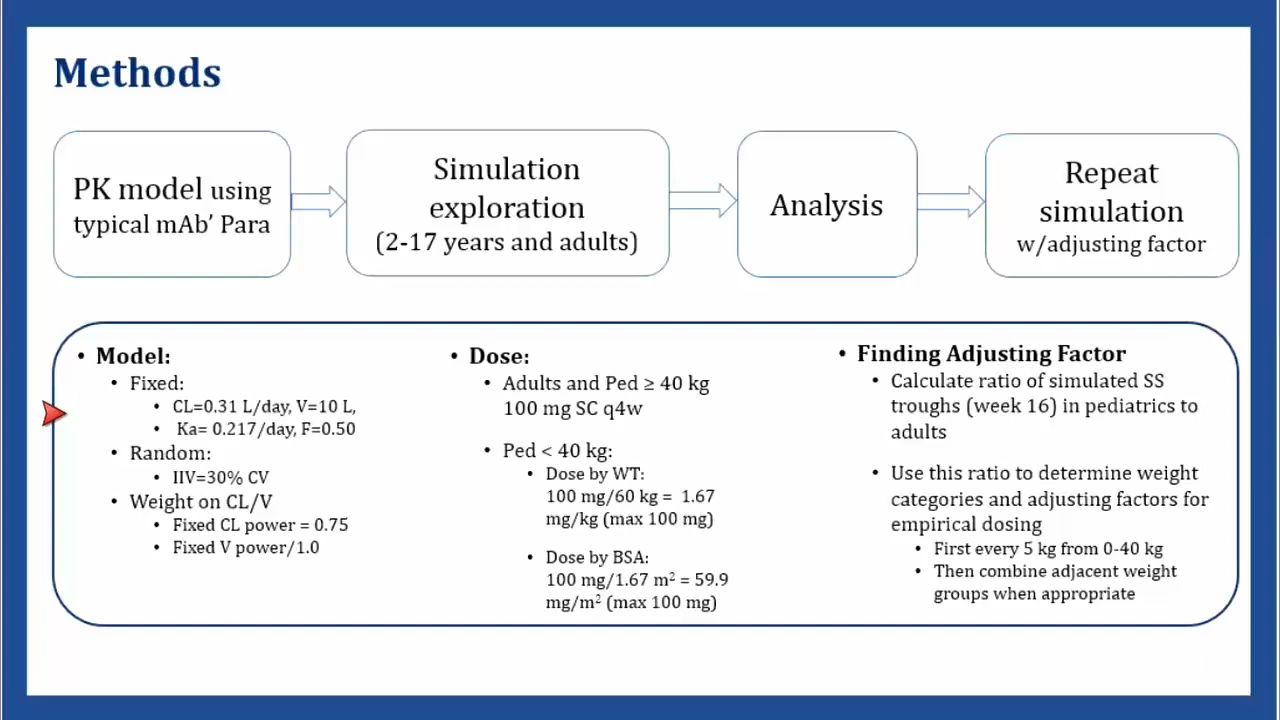 Methods
PK model using
typical mAb’ Para
Simulation
exploration
(2-17 years and adults)
Analysis
Repeat
simulation
w/adjusting factor
• Model:
• Fixed:
• CL=0.31 L/day, V=10 L,
• Ka= 0.217/day, F=0.50
• Random:
• IIV=30% CV
• Weight on CL/V
• Fixed CL power = 0.75
• Fixed V power/1.0
• Dose:
• Adults and Ped ≥ 40 kg
100 mg SC q4w
• Ped < 40 kg:
• Dose by WT:
100 mg/60 kg = 1.67
mg/kg (max 100 mg)
• Dose by BSA:
100 mg/1.67 m² = 59.9
mg/m² (max 100 mg)
• Finding Adjusting Factor
• Calculate ratio of simulated SS
troughs (week 16) in pediatrics to
adults
• Use this ratio to determine weight
categories and adjusting factors for
empirical dosing
• First every 5 kg from 0-40 kg
• Then combine adjacent weight
groups when appropriate